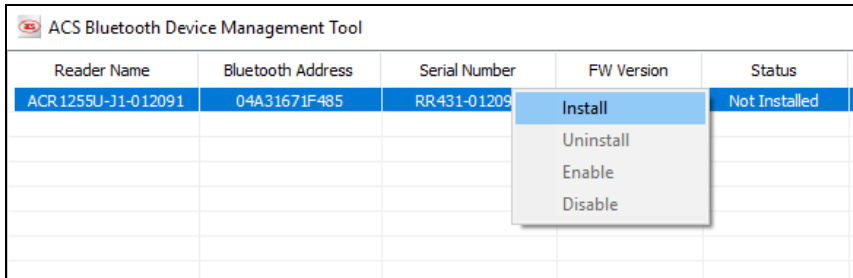 ACS Bluetooth Device Management Tool
Reader Name Bluetooth Address Serial Number FW Version Status
ACR1255U-J1-012091 04A31671F485 RR431-01209 Not Installed
Install
Uninstall
Enable
Disable